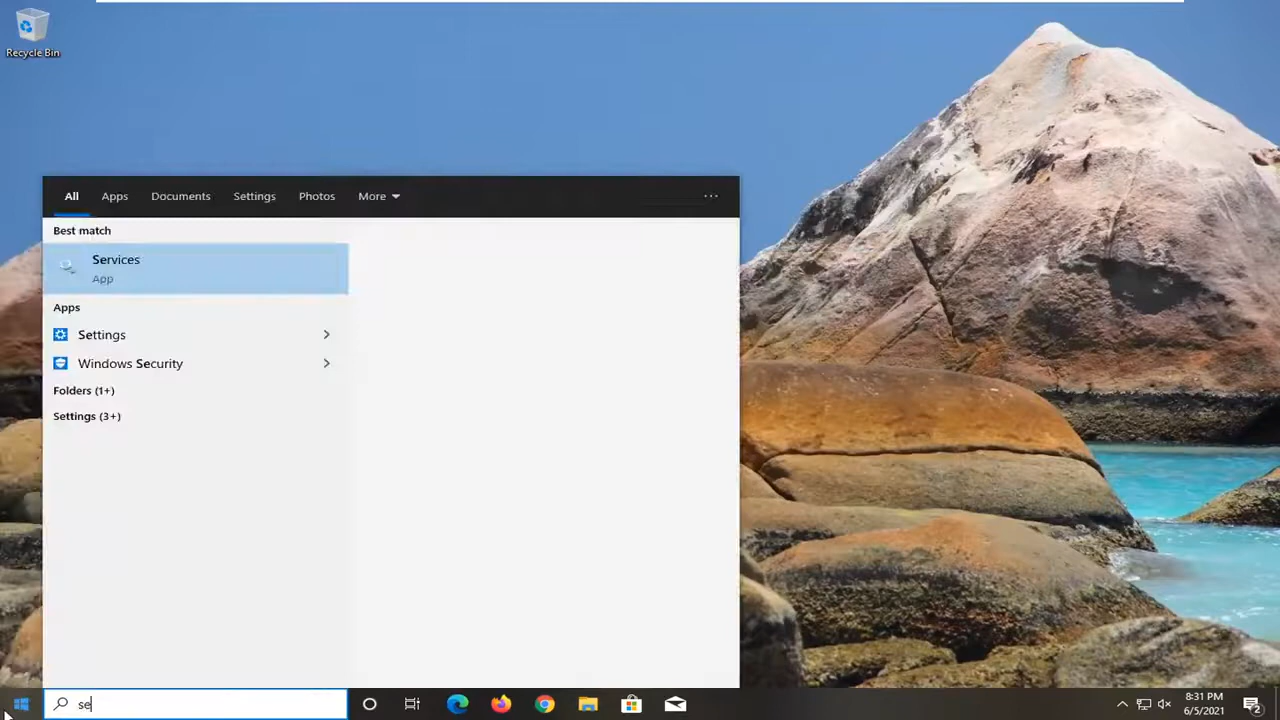 Recycle Bin
All Apps Documents Settings Photos More ...
Best match
Services
App
Apps
Settings
Windows Security
Folders (1+)
Settings (3+)
se
8:31 PM
6/5/2021
2